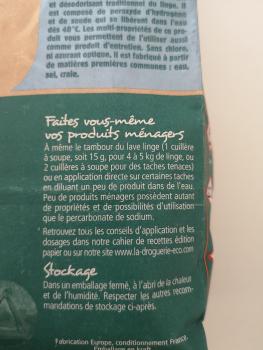 et désodorisant traditionnel du linge. Il
est composé de peroxyde d'hydrogène
et de soude qui se libèrent dans l'eau
dès 40°C. Les multi-propriétés de ce pro-
duit vous permettent de l'utiliser aussi
comme produit d'entretien. Sans chlore,
ni azurant optique, il est fabriqué à partir
de matières premières communes : eau,
sel, craie.
Faites vous-même
vos produits ménagers
A même le tambour du lave linge (1 cuillère
à soupe, soit 15 g, pour 4 à 5 kg de linge, ou
2 cuillères à soupe pour des taches tenaces)
ou en application directe sur certaines taches
en diluant un peu de produit dans de l'eau.
Peu de produits ménagers possèdent autant
de propriétés et de possibilités d'utilisation
que le percarbonate de sodium.
Retrouvez tous les conseils d'application et les
dosages dans notre cahier de recettes édition
papier ou sur notre site www.la-droguerie-eco.com
Stockage
Dans un emballage fermé, à l'abri de la chaleur
et de l'humidité. Respecter les autres recom-
mandations de stockage ci-après.
Fabrication Europe, conditionnement France.
Emballage en kraft